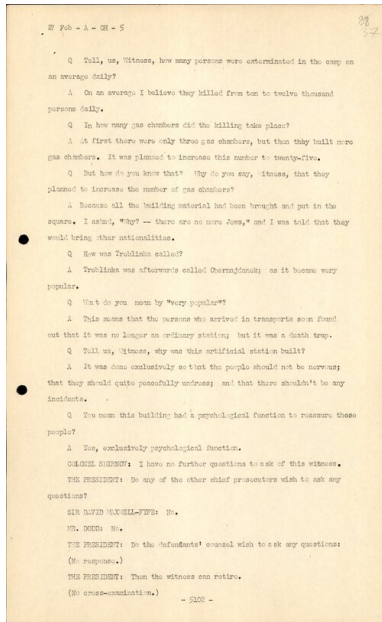 27 Feb - A - GH - 5
38
37
Q Tell, us, Witness, how many persons were exterminated in the camp on
an average daily?
A On an average I believe they killed from ten to twelve thousand
persons daily.
Q In how many gas chambers did the killing take place?
A At first there were only three gas chambers, but then they built more
gas chambers. It was planned to increase this number to twenty-five.
Q But how do you know that? Why do you say, Witness, that they
planned to increase the number of gas chambers?
A Because all the building material had been brought and put in the
square. I asked, "Why? -- there are no more Jews," and I was told that they
would bring other nationalities.
Q How was Treblinka called?
A Treblinka was afterwards called as it became very
popular.
Q What do you mean by "very popular"?
A This means that the persons who arrived in transports soon found
out that it was no longer an ordinary station; but it was a death trap.
Q Tell us, Witness, why was this artificial station built?
A It was done exclusively so that the people should not be nervous;
that they should quite peacefully undress; and that there shouldn't be any
incidents.
Q You mean this building had a psychological function to reassure these
people?
A Yes, exclusively psychological function.
COLONEL SMIRNOV: I have no further questions to ask of this witness.
THE PRESIDENT: Do any of the other chief prosecutors wish to ask any
questions?
SIR DAVID MAXWELL-FYFE: No.
MR. DODD: No.
THE PRESIDENT: Do the defendants' counsel wish to ask any questions:
(No response.)
THE PRESIDENT: Then the witness can retire.
(No cross-examination.)
- 5102 -